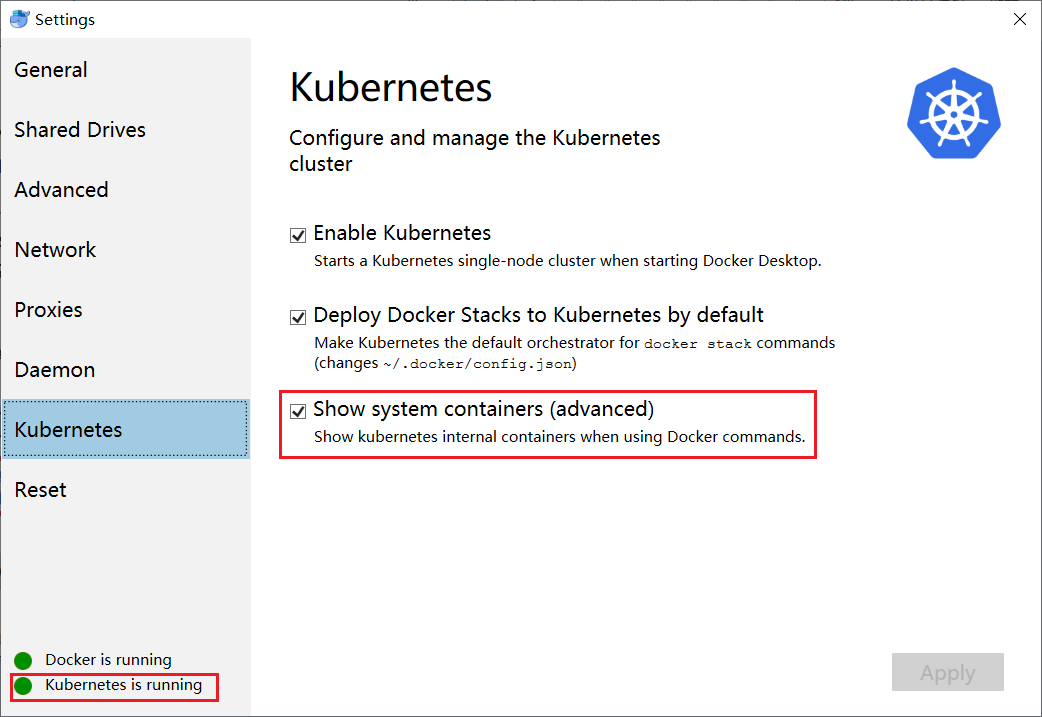 Settings
General
Shared Drives
Advanced
Network
Proxies
Daemon
Kubernetes
Reset
Docker is running
Kubernetes is running
Kubernetes
Configure and manage the Kubernetes
cluster
Enable Kubernetes
Starts a Kubernetes single-node cluster when starting Docker Desktop.
Deploy Docker Stacks to Kubernetes by default
Make Kubernetes the default orchestrator for docker stack commands
(changes ~/.docker/config.json)
Show system containers (advanced)
Show kubernetes internal containers when using Docker commands.
Apply